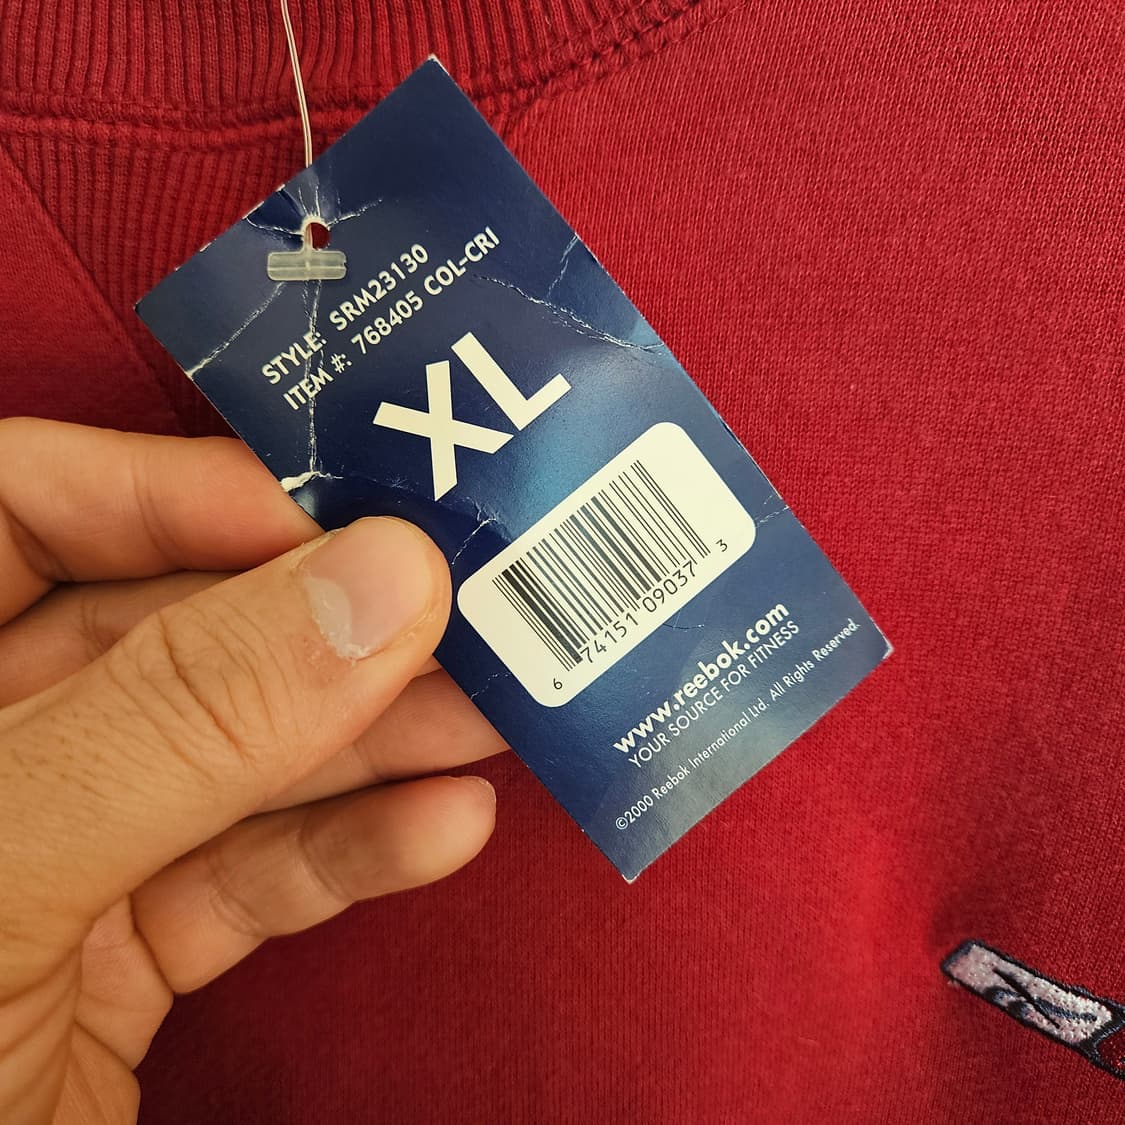 STYLE: SRM23130
ITEM #: 768405 COL-CRI
XL
6 74151 09037 3
www.reebok.com
YOUR SOURCE FOR FITNESS
©2000 Reebok International Ltd. All Rights Reserved.